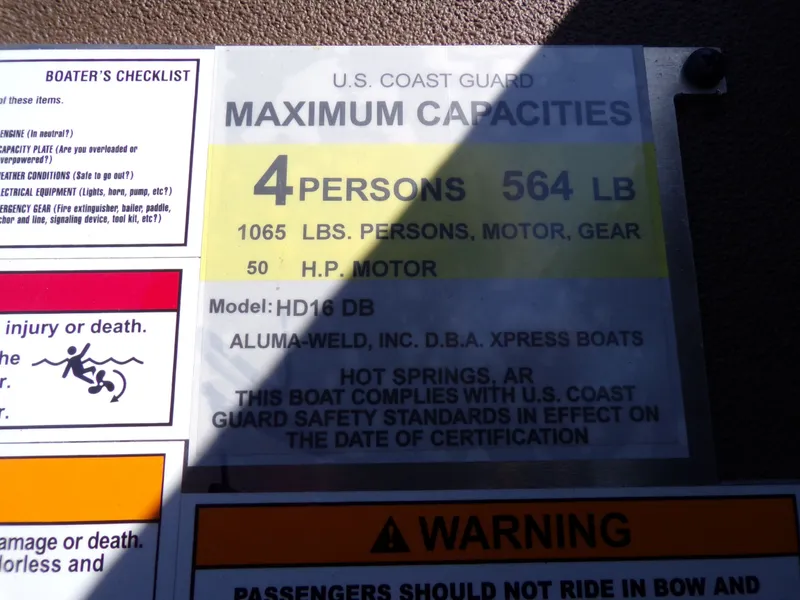 BOATER'S CHECKLIST
of these items.
ENGINE (In neutral?)
CAPACITY PLATE (Are you overloaded or
overpowered?)
WEATHER CONDITIONS (Safe to go out?)
ELECTRICAL EQUIPMENT (Lights, horn, pump, etc?)
EMERGENCY GEAR (Fire extinguisher, bailer, paddle,
anchor and line, signaling device, tool kit, etc?)
injury or death.
the
r.
r.
amage or death.
dorless and
U.S. COAST GUARD
MAXIMUM CAPACITIES
4 PERSONS 564 LB
1065 LBS. PERSONS, MOTOR, GEAR
50 H.P. MOTOR
Model: HD16 DB
ALUMA-WELD, INC. D.B.A. XPRESS BOATS
HOT SPRINGS, AR
THIS BOAT COMPLIES WITH U.S. COAST
GUARD SAFETY STANDARDS IN EFFECT ON
THE DATE OF CERTIFICATION
WARNING
PASSENGERS SHOULD NOT RIDE IN BOW AND